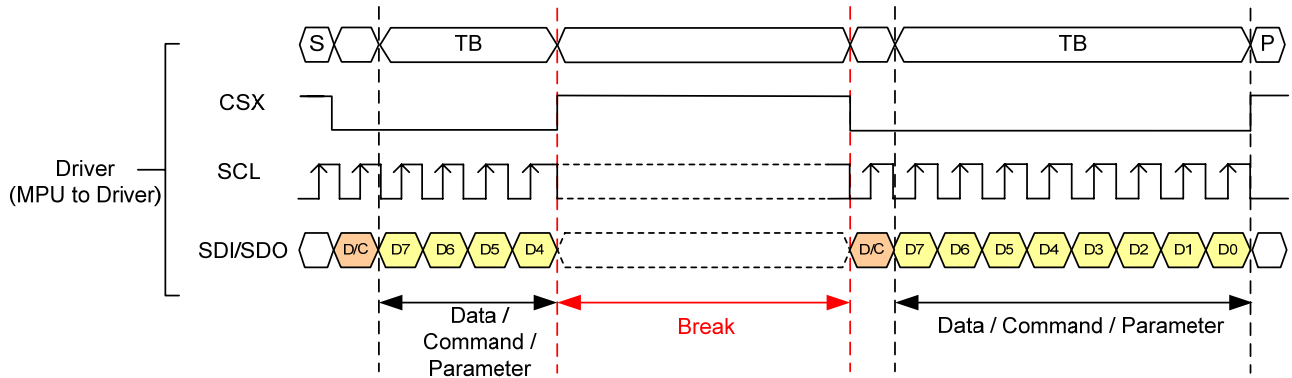 S TB TB P
CSX
Driver
(MPU to Driver)
SCL
SDI/SDO D/C D7 D6 D5 D4 D/C D7 D6 D5 D4 D3 D2 D1 D0
Data /
Command /
Parameter
Break
Data / Command / Parameter